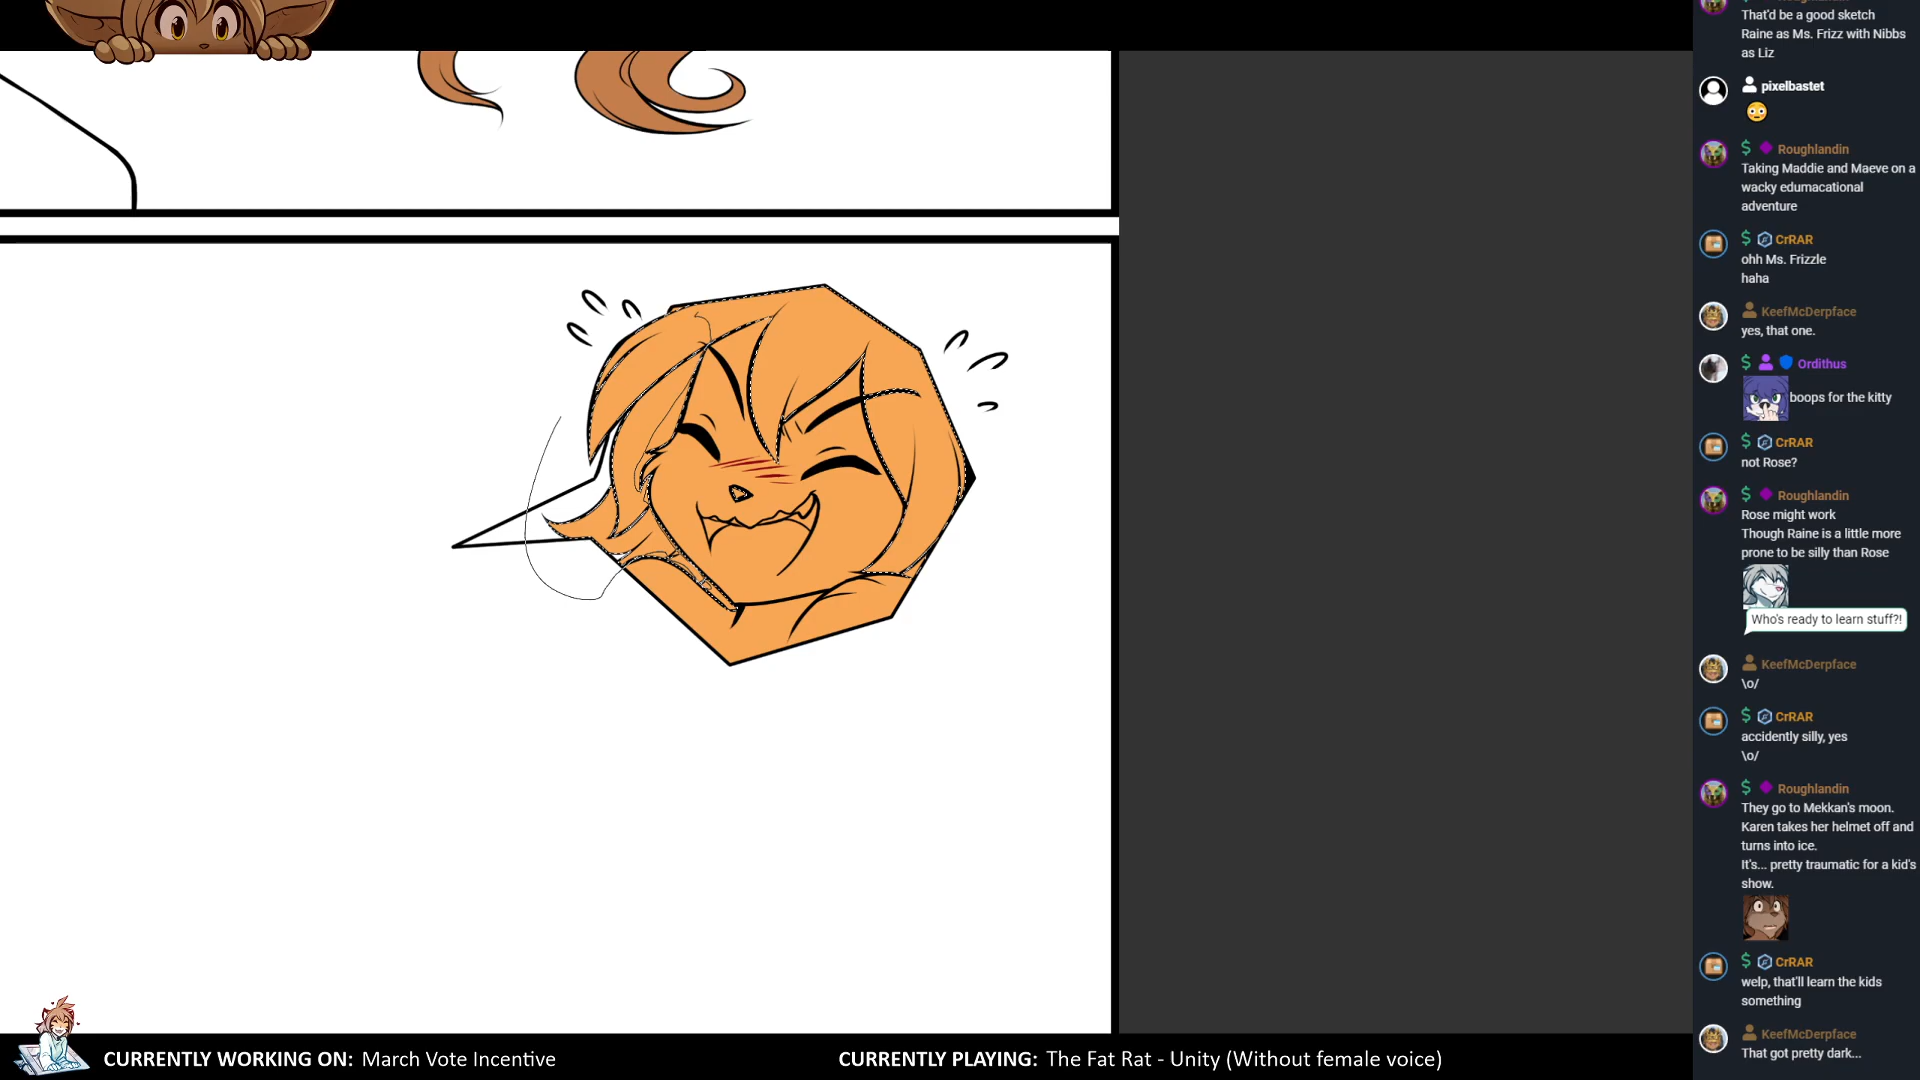 Roughlandin
That'd be a good sketch
Raine as Ms. Frizz with Nibbs
as Liz
pixelbastet
$ Roughlandin
Taking Maddie and Maeve on a
wacky edumacational
adventure
$ CrRAR
ohh Ms. Frizzle
haha
KeefMcDerpface
yes, that one.
$ Ordithus
boops for the kitty
$ CrRAR
not Rose?
$ Roughlandin
Rose might work
Though Raine is a little more
prone to be silly than Rose
Who's ready to learn stuff?!
KeefMcDerpface
\o/
$ CrRAR
accidently silly, yes
\o/
$ Roughlandin
They go to Mekkan's moon.
Karen takes her helmet off and
turns into ice.
It's... pretty traumatic for a kid's
show.
$ CrRAR
welp, that'll learn the kids
something
KeefMcDerpface
That got pretty dark...
CURRENTLY WORKING ON: March Vote Incentive
CURRENTLY PLAYING: The Fat Rat - Unity (Without female voice)